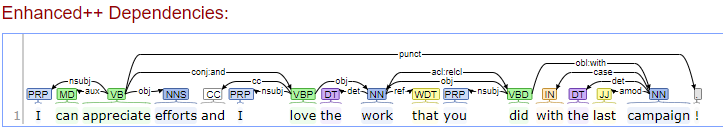 Enhanced++ Dependencies:
punct
conj:and obl:with
nsubj cc obj acl:relcl case
aux obj nsubj det ref obj nsubj det amod
PRP MD VB NNS CC PRP VBP DT NN WDT PRP VBD IN DT JJ NN .
1 I can appreciate efforts and I love the work that you did with the last campaign !